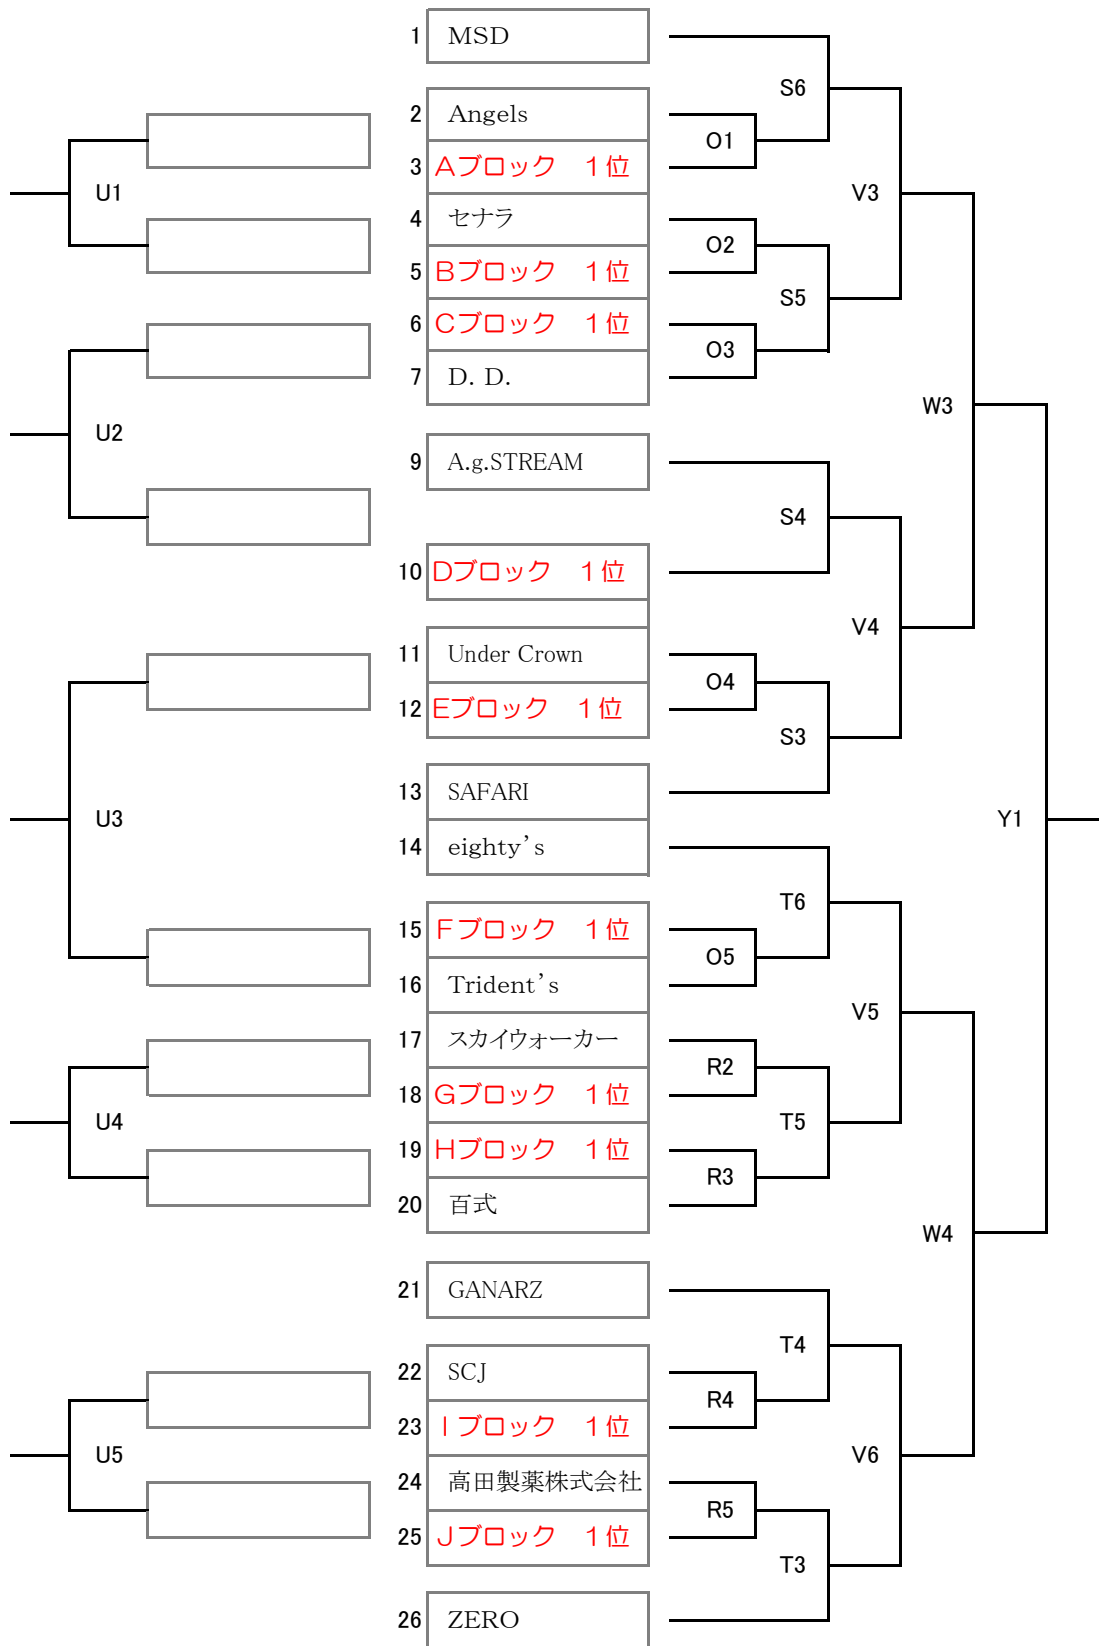 1 MSD
S6
2 Angels
O1
3 Aブロック　1位
U1
V3
4 セナラ
O2
5 Bブロック　1位
S5
6 Cブロック　1位
O3
7 D. D.
W3
U2
9 A.g.STREAM
S4
10 Dブロック　1位
V4
11 Under Crown
O4
12 Eブロック　1位
S3
13 SAFARI
U3
Y1
14 eighty's
T6
15 Fブロック　1位
O5
16 Trident's
V5
17 スカイウォーカー
R2
18 Gブロック　1位
U4
T5
19 Hブロック　1位
R3
20 百式
W4
21 GANARZ
T4
22 SCJ
R4
23 Iブロック　1位
U5
V6
24 高田製薬株式会社
R5
25 Jブロック　1位
T3
26 ZERO